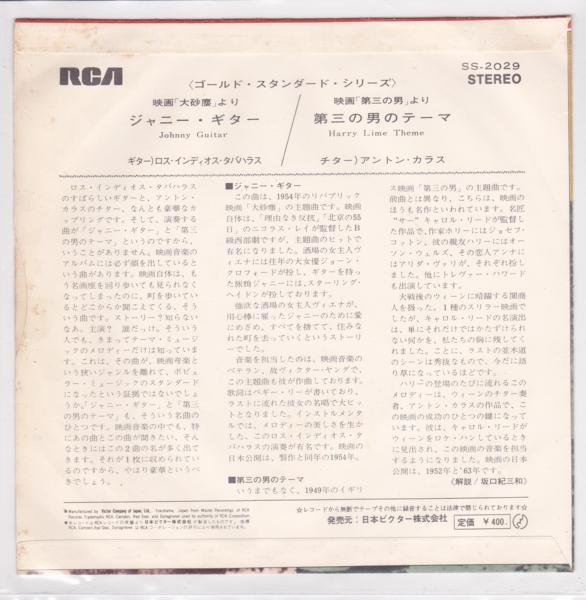 RCA
SS-2029
STEREO
〈ゴールド・スタンダード・シリーズ〉
映画「大砂塵」より
ジャニー・ギター
Johnny Guitar
ギター)ロス・インディオス・タバハラス
映画「第三の男」より
第三の男のテーマ
Harry Lime Theme
チター)アントン・カラス
ロス・インディオス・タバハラス
のすばらしいギターと、アントン・
カラスのチター、なんとも豪華なカ
ップリングです。そして、演奏する
曲が「ジャニー・ギター」と「第三
の男のテーマ」というのですから、
いうことがありません。映画音楽の
アルバムには必ず顔を出していると
いう曲があります。映画自体は、も
う名画座を回り歩いても見られなく
なってしまったのに、町を歩いてい
るとどこからか聞こえてくる、そう
いう曲です。ストーリー?知らない
なあ。主演?誰だっけ。そういう
人でも、きまってテーマ・ミュージ
ックのメロディーだけは知っていま
す。これは、その曲が、映画音楽と
いう狭いジャンルを離れて、ポピュ
ラー・ミュージックのスタンダード
になったという証拠ではないでしょ
うか。「ジャニー・ギター」と「第三
の男のテーマ」も、そういう名曲の
ひとつです。映画音楽の中でも、特
にあの曲とこの曲が聞きたい、そん
なときにはこの2曲の名が多く出て
きます。それが1枚に収められてい
るのですから、やはり豪華というべ
きでしょう。
■ジャニー・ギター
この曲は、1954年のリパブリック
映画「大砂塵」の主題曲です。映画
自体は、「理由なき反抗」「北京の55
日」のニコラス・レイが監督したB
級西部劇ですが、主題曲のヒットで
有名になりました。酒場の女主人ヴ
ィエナには往年の大女優ジョーン・
クロフォードが扮し、ギターを持っ
た旅鴉ジャニーには、スターリング・
ヘイドンが扮しております。
強欲な酒場の女主人ヴィエナが、
用心棒に雇ったジャニーのために愛
にめざめ、すべてを捨てて、住みな
れた町を去っていくというストーリ
ーでした。
音楽を担当したのは、映画音楽の
ベテラン、故ヴィクター・ヤングで、
この主題曲も彼が作曲しております。
歌詞はペギー・リーが書いており、
ラストに流れた彼女の名唱で大ヒッ
トとなりました。インストルメンタ
ルでは、メロディーの美しさを生か
した、このロス・インディオス・タ
バハラスの演奏が有名です。映画の
日本公開は、製作と同年の1954年。
■第三の男のテーマ
いうまでもなく、1949年のイギリ
ス映画「第三の男」の主題曲です。
前曲とは異なり、こちらは、映画の
ほうも名作といわれています。名匠
“サー”キャロル・リードが監督し
た作品で、作家ホリーにはジョセフ・
コットン、彼の親友ハリーにはオー
ソン・ウェルズ、その恋人アンナに
はアリダ・ヴァリが、それぞれ扮し
ました。他にトレヴァー・ハワード
も出演しています。
大戦後のウィーンに暗躍する闇商
人を扱った、1種のスリラー映画で
したが、キャロル・リードの名演出
は、単にそれだけではかたずけられ
ない何かを、私たちの胸に残してく
れました。ことに、ラストの並木道
のシーンは秀抜なもので、今だに語
り草になっているほどです。
ハリーの登場のたびに流れるこの
メロディーは、ウィーンのチター奏
者、アントン・カラスの作品で、こ
の映画の成功のひとつの鍵になって
います。彼は、キャロル・リードが
ウィーンをロケ・ハンしているとき
に見出され、この映画の音楽を担当
するようになりました。映画の日本
公開は、1952年と'63年です。
〈解説/坂口紀三和〉
Manufactured by Victor Company of Japan, Ltd., Yokohama, Japan from Master Recordings of RCA
☆レコードから無断でテープその他に録音することは法律で禁じられております。
発売元:日本ビクター株式会社
定価 ¥400.